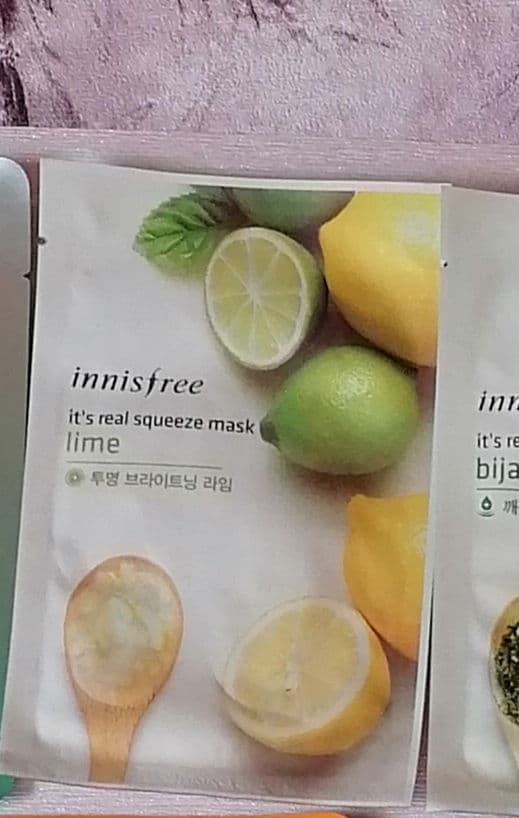 innisfree
it's real squeeze mask
lime
투명 브라이트닝 라임
inn
it's re
bija
깨